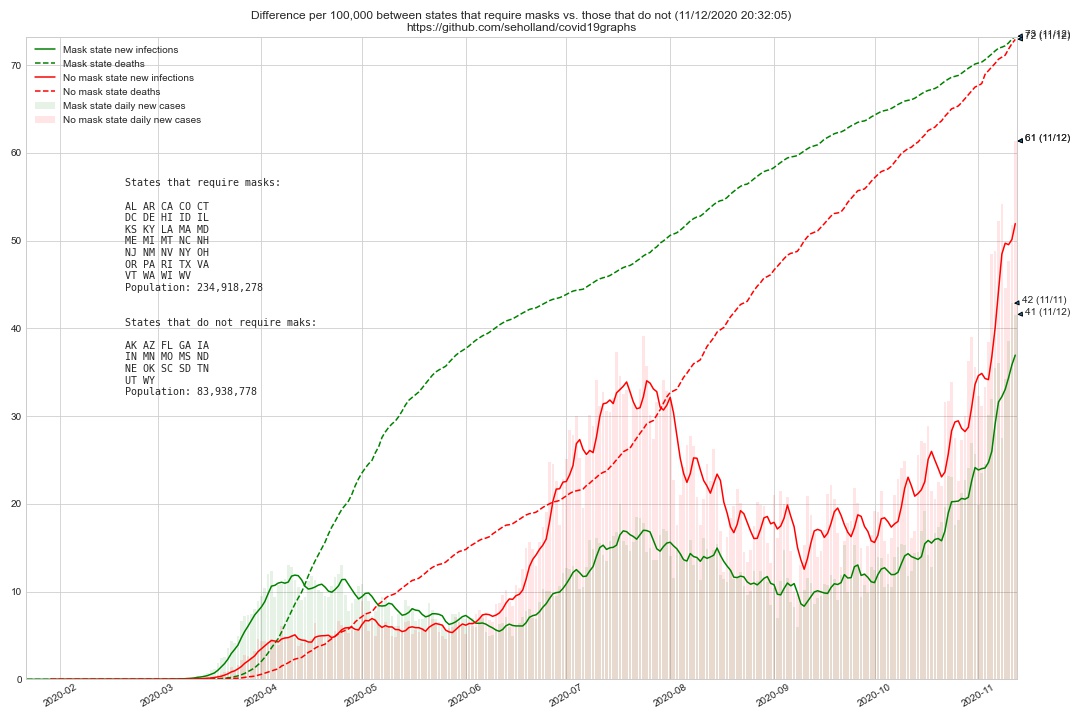 Difference per 100,000 between states that require masks vs. those that do not (11/12/2020 20:32:05)
https://github.com/seholland/covid19graphs
Mask state new infections
Mask state deaths
No mask state new infections
No mask state deaths
Mask state daily new cases
No mask state daily new cases
States that require masks:
AL AR CA CO CT
DC DE HI ID IL
KS KY LA MA MD
ME MI MT NC NH
NJ NM NV NY OH
OR PA RI TX VA
VT WA WI WV
Population: 234,918,278
States that do not require maks:
AK AZ FL GA IA
IN MN MO MS ND
NE OK SC SD TN
UT WY
Population: 83,938,778
72 (11/12)
61 (11/12)
42 (11/11)
41 (11/12)
70
60
50
40
30
20
10
0
2020-02
2020-03
2020-04
2020-05
2020-06
2020-07
2020-08
2020-09
2020-10
2020-11